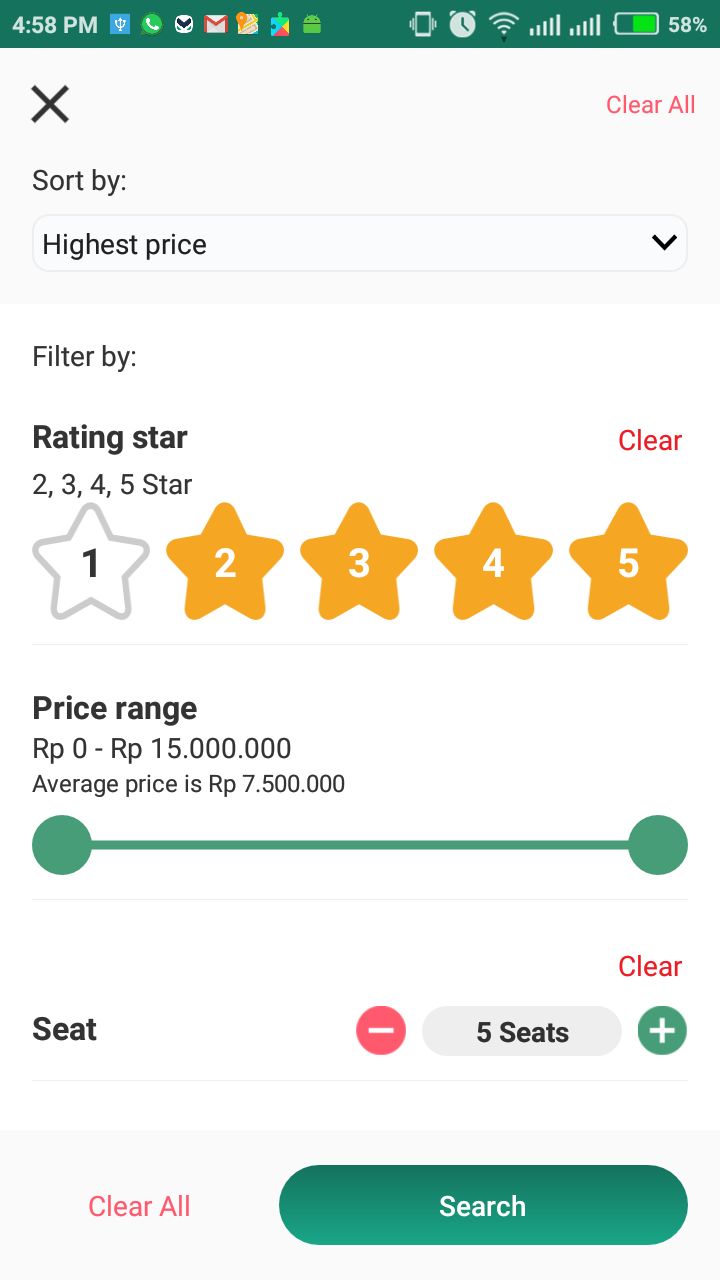 4:58 PM 58%
Clear All
Sort by:
Highest price
Filter by:
Rating star Clear
2, 3, 4, 5 Star
1 2 3 4 5
Price range
Rp 0 - Rp 15.000.000
Average price is Rp 7.500.000
Clear
Seat 5 Seats
Clear All Search